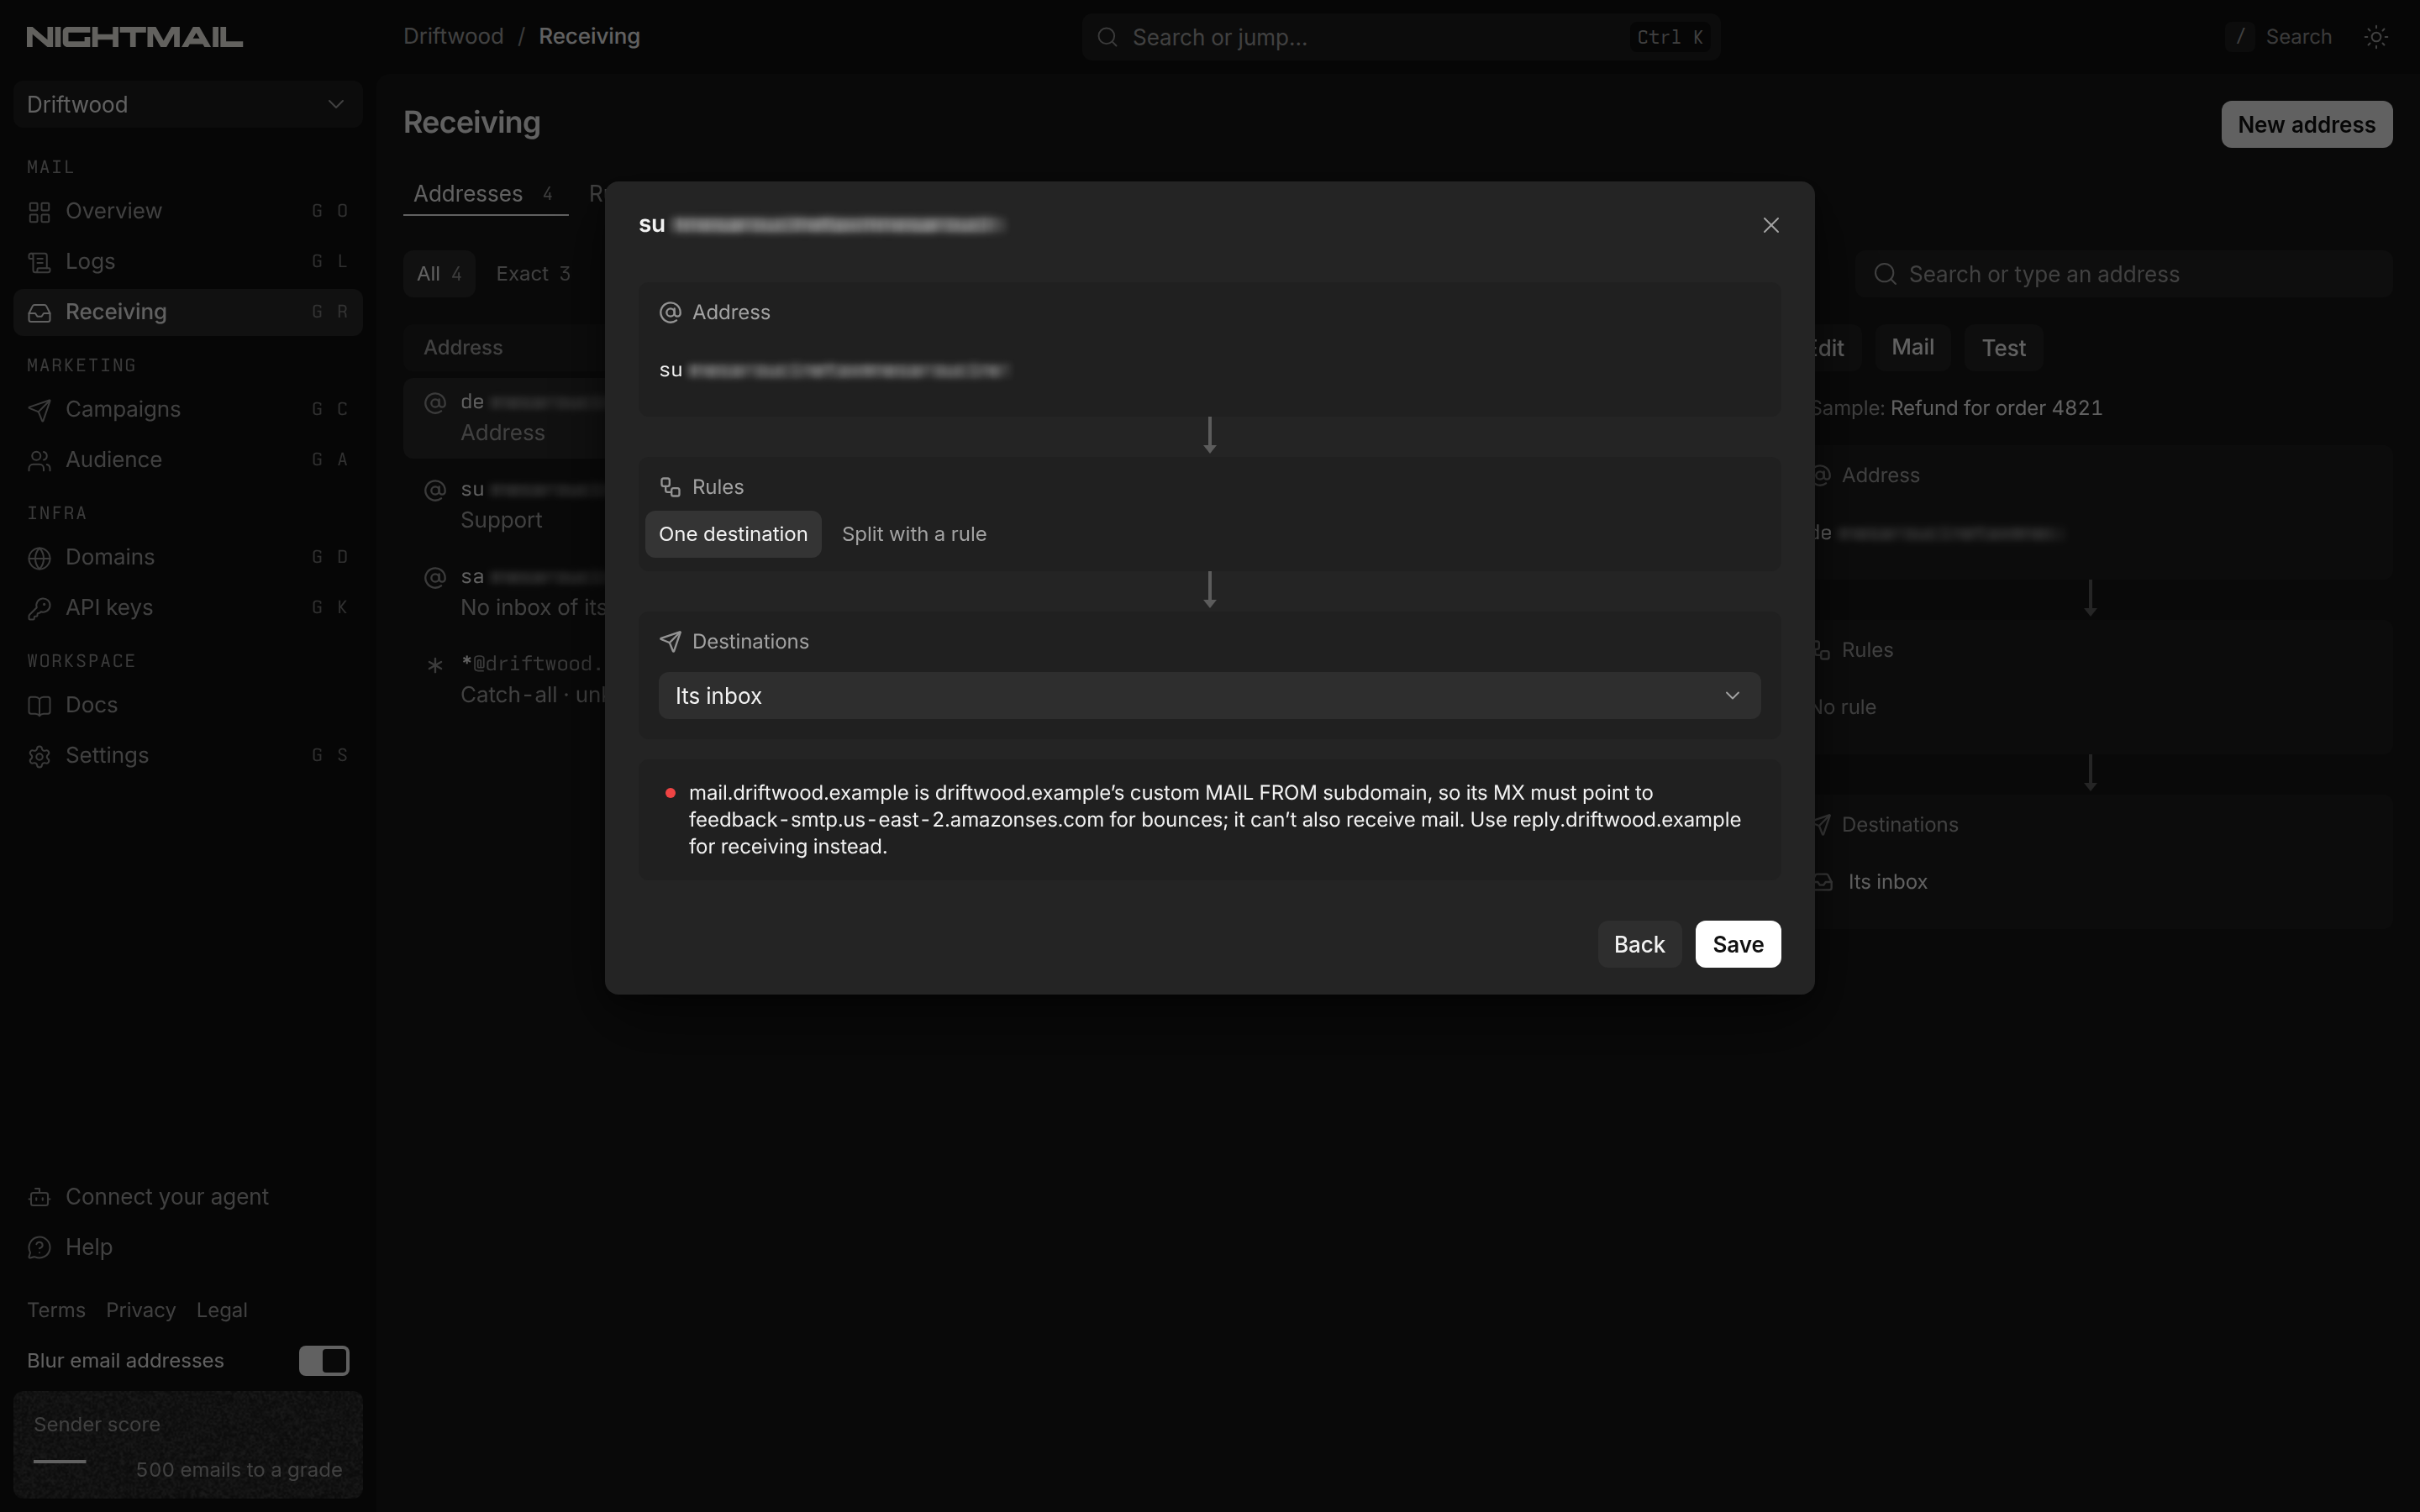 NIGHTMAIL
Driftwood / Receiving
Search or jump...
Ctrl K
/ Search
Driftwood
MAIL
Overview G O
Logs G L
Receiving G R
MARKETING
Campaigns G C
Audience G A
INFRA
Domains G D
API keys G K
WORKSPACE
Docs
Settings G S
Connect your agent
Help
Terms Privacy Legal
Blur email addresses
Sender score
500 emails to a grade
Receiving
New address
Addresses 4
All 4 Exact 3
Search or type an address
Address
de
Address
su
Support
sa
No inbox of its
*@driftwood.
Catch-all ·
su
Address
su
Rules
One destination Split with a rule
Destinations
Its inbox
mail.driftwood.example is driftwood.example’s custom MAIL FROM subdomain, so its MX must point to
feedback-smtp.us-east-2.amazonses.com for bounces; it can’t also receive mail. Use reply.driftwood.example
for receiving instead.
Back Save
Edit Mail Test
Sample: Refund for order 4821
Address
de
Rules
No rule
Destinations
Its inbox